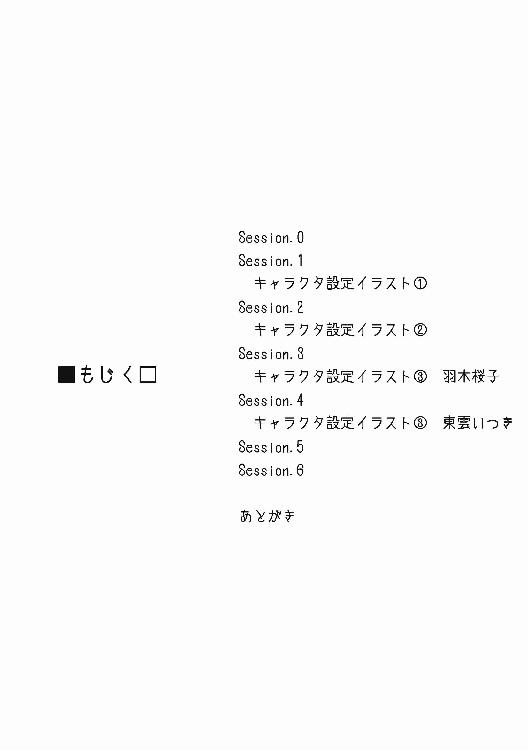 ■もじく□
Session.0
Session.1
キャラクタ設定イラスト①
Session.2
キャラクタ設定イラスト②
Session.3
キャラクタ設定イラスト③　羽木桜子
Session.4
キャラクタ設定イラスト③　東雲いつき
Session.5
Session.6
あとがき